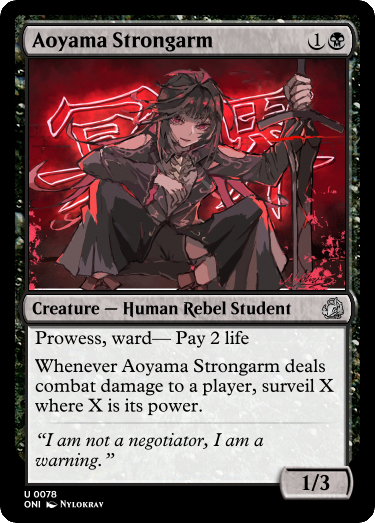 Aoyama Strongarm 1
Creature — Human Rebel Student
Prowess, ward— Pay 2 life
Whenever Aoyama Strongarm deals
combat damage to a player, surveil X
where X is its power.
“I am not a negotiator, I am a
warning.”
1/3
U 0078
ONI Nylokrav